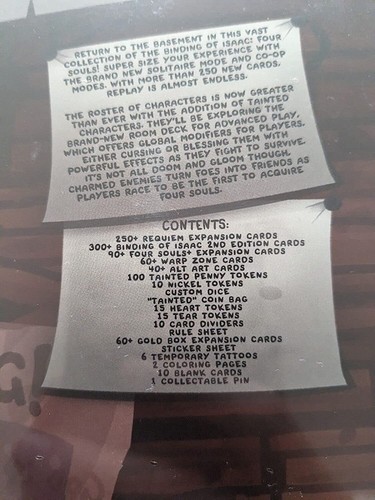 RETURN TO THE BASEMENT IN THIS VAST
COLLECTION OF THE BINDING OF ISAAC: FOUR
SOULS! SUPER SIZE YOUR EXPERIENCE WITH
THE BRAND NEW SOLITAIRE MODE AND CO-OP
MODES. WITH MORE THAN 250 NEW CARDS,
REPLAY IS ALMOST ENDLESS.
THE ROSTER OF CHARACTERS IS NOW GREATER
THAN EVER WITH THE ADDITION OF TAINTED
CHARACTERS. THEY'LL BE EXPLORING THE
BRAND-NEW ROOM DECK FOR ADVANCED PLAY,
WHICH OFFERS GLOBAL MODIFIERS FOR PLAYERS,
EITHER CURSING OR BLESSING THEM WITH
POWERFUL EFFECTS AS THEY FIGHT TO SURVIVE.
IT'S NOT ALL DOOM AND GLOOM THOUGH.
CHARMED ENEMIES TURN FOES INTO FRIENDS AS
PLAYERS RACE TO BE THE FIRST TO ACQUIRE
FOUR SOULS.
CONTENTS:
250+ REQUIEM EXPANSION CARDS
300+ BINDING OF ISAAC 2ND EDITION CARDS
90+ FOUR SOULS+ EXPANSION CARDS
60+ WARP ZONE CARDS
40+ ALT ART CARDS
100 TAINTED PENNY TOKENS
10 NICKEL TOKENS
CUSTOM DICE
"TAINTED" COIN BAG
15 HEART TOKENS
15 TEAR TOKENS
10 CARD DIVIDERS
RULE SHEET
60+ GOLD BOX EXPANSION CARDS
STICKER SHEET
6 TEMPORARY TATTOOS
2 COLORING PAGES
10 BLANK CARDS
1 COLLECTABLE PIN